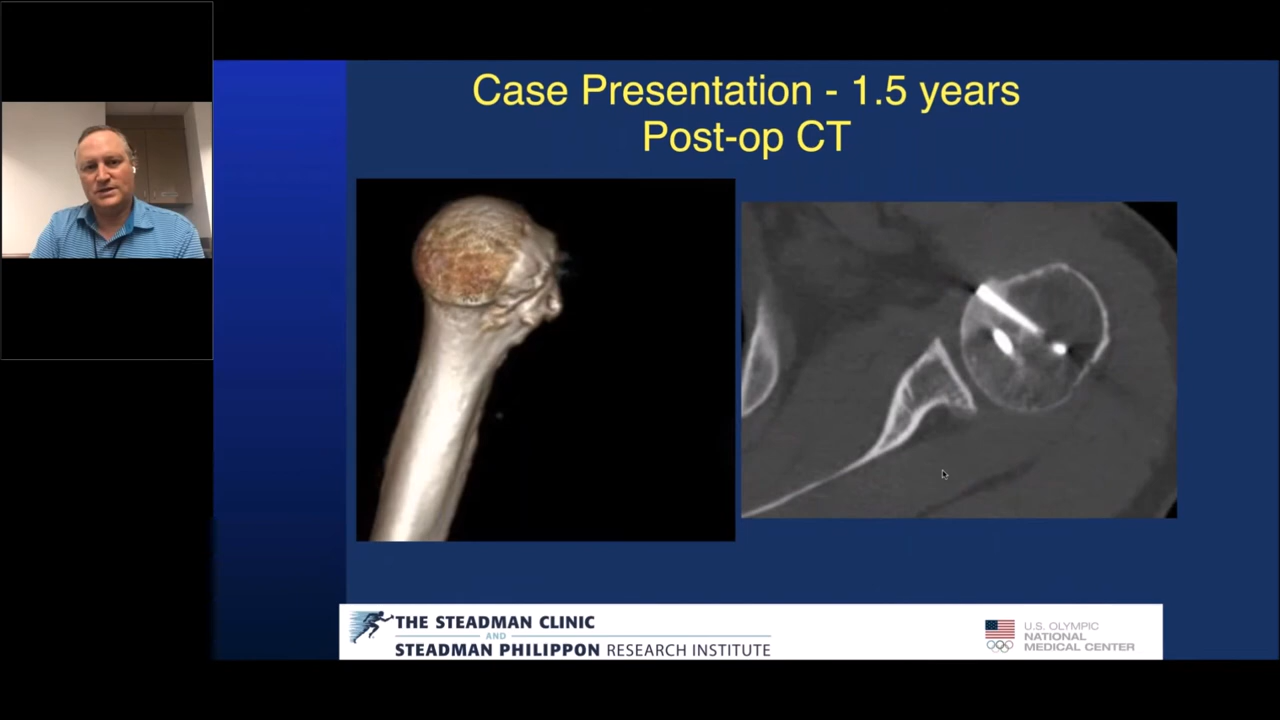 Case Presentation - 1.5 years
Post-op CT
THE STEADMAN CLINIC
AND
STEADMAN PHILIPPON RESEARCH INSTITUTE
U.S. OLYMPIC
NATIONAL
MEDICAL CENTER